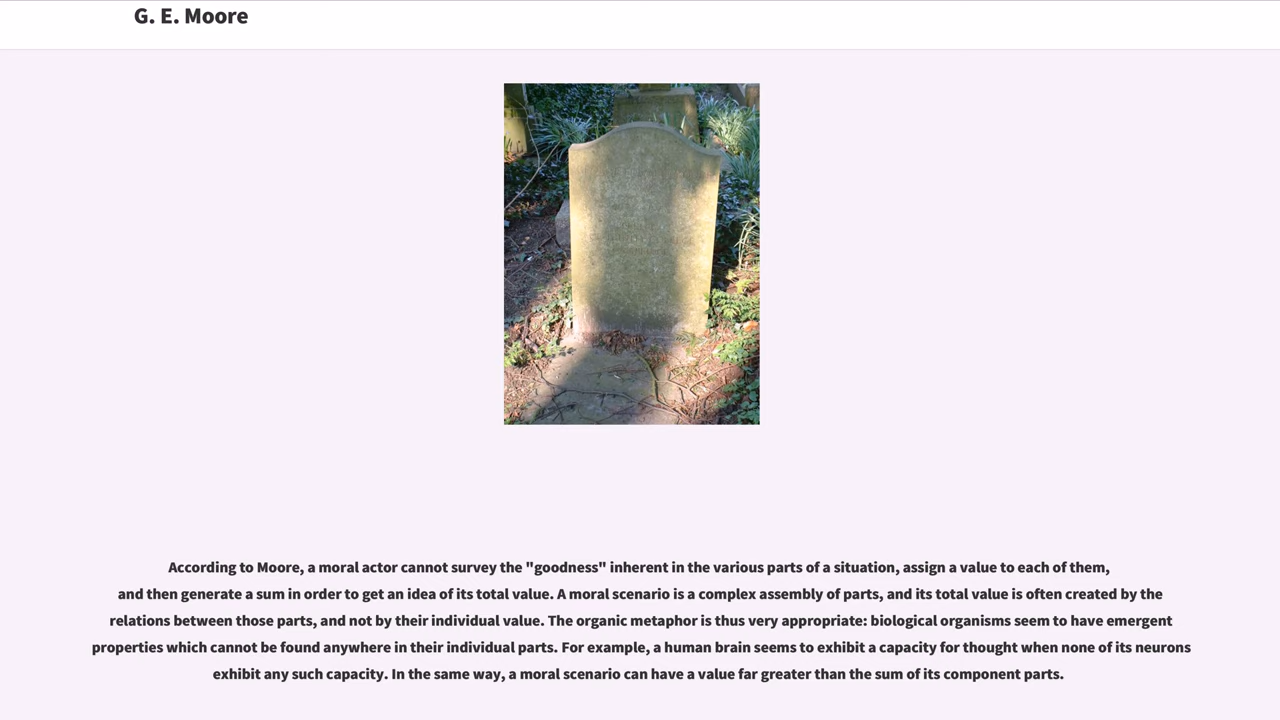 G. E. Moore
According to Moore, a moral actor cannot survey the "goodness" inherent in the various parts of a situation, assign a value to each of them,
and then generate a sum in order to get an idea of its total value. A moral scenario is a complex assembly of parts, and its total value is often created by the
relations between those parts, and not by their individual value. The organic metaphor is thus very appropriate: biological organisms seem to have emergent
properties which cannot be found anywhere in their individual parts. For example, a human brain seems to exhibit a capacity for thought when none of its neurons
exhibit any such capacity. In the same way, a moral scenario can have a value far greater than the sum of its component parts.